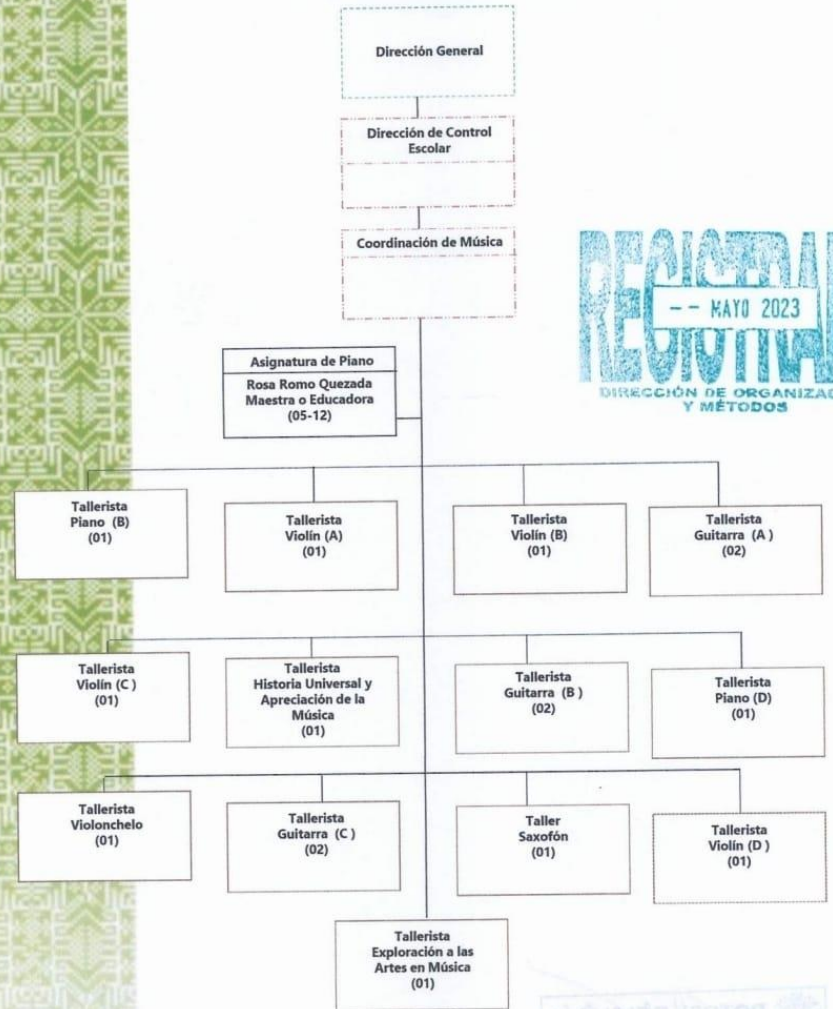 Dirección General
Dirección de Control
Escolar
Coordinación de Música
-- MAYO 2023
DIRECCIÓN DE
Y MÉTODOS
Asignatura de Piano
Rosa Romo Quezada
Maestra o Educadora
(05-12)
Tallerista
Piano (B)
(01)
Tallerista
Violín (A)
(01)
Tallerista
Violín (B)
(01)
Tallerista
Guitarra (A )
(02)
Tallerista
Violín (C )
(01)
Tallerista
Historia Universal y
Apreciación de la
Música
(01)
Tallerista
Guitarra (B )
(02)
Tallerista
Piano (D)
(01)
Tallerista
Violonchelo
(01)
Tallerista
Guitarra (C )
(02)
Taller
Saxofón
(01)
Tallerista
Violín (D )
(01)
Tallerista
Exploración a las
Artes en Música
(01)